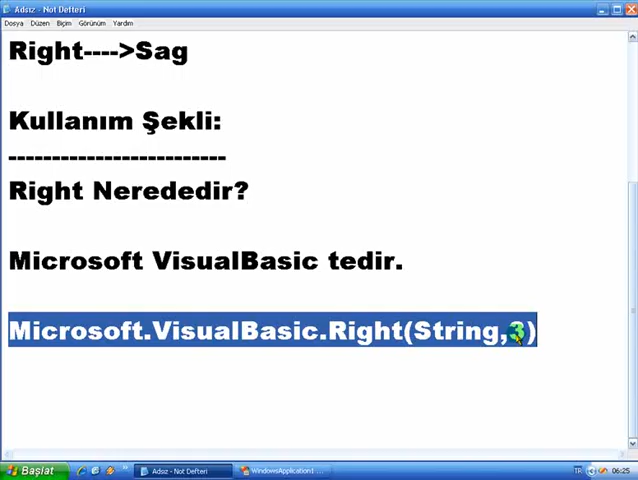 Adsız - Not Defteri
Dosya Düzen Biçim Görünüm Yardım
Right---->Sag
Kullanım Şekli:
-------------------------
Right Nerededir?
Microsoft VisualBasic tedir.
Microsoft.VisualBasic.Right(String,3)
Başlat
Adsız - Not Defteri
WindowsApplication1 ...
TR
06:25